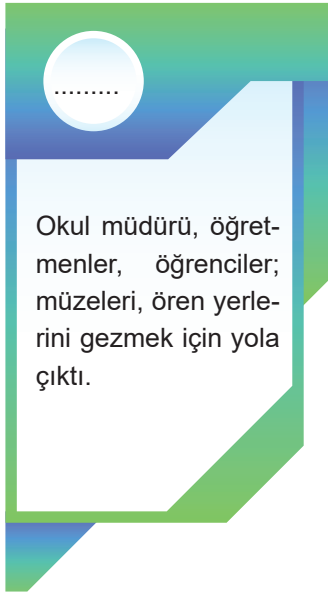 .........
Okul müdürü, öğret-
menler, öğrenciler;
müzeleri, ören yerle-
rini gezmek için yola
çıktı.